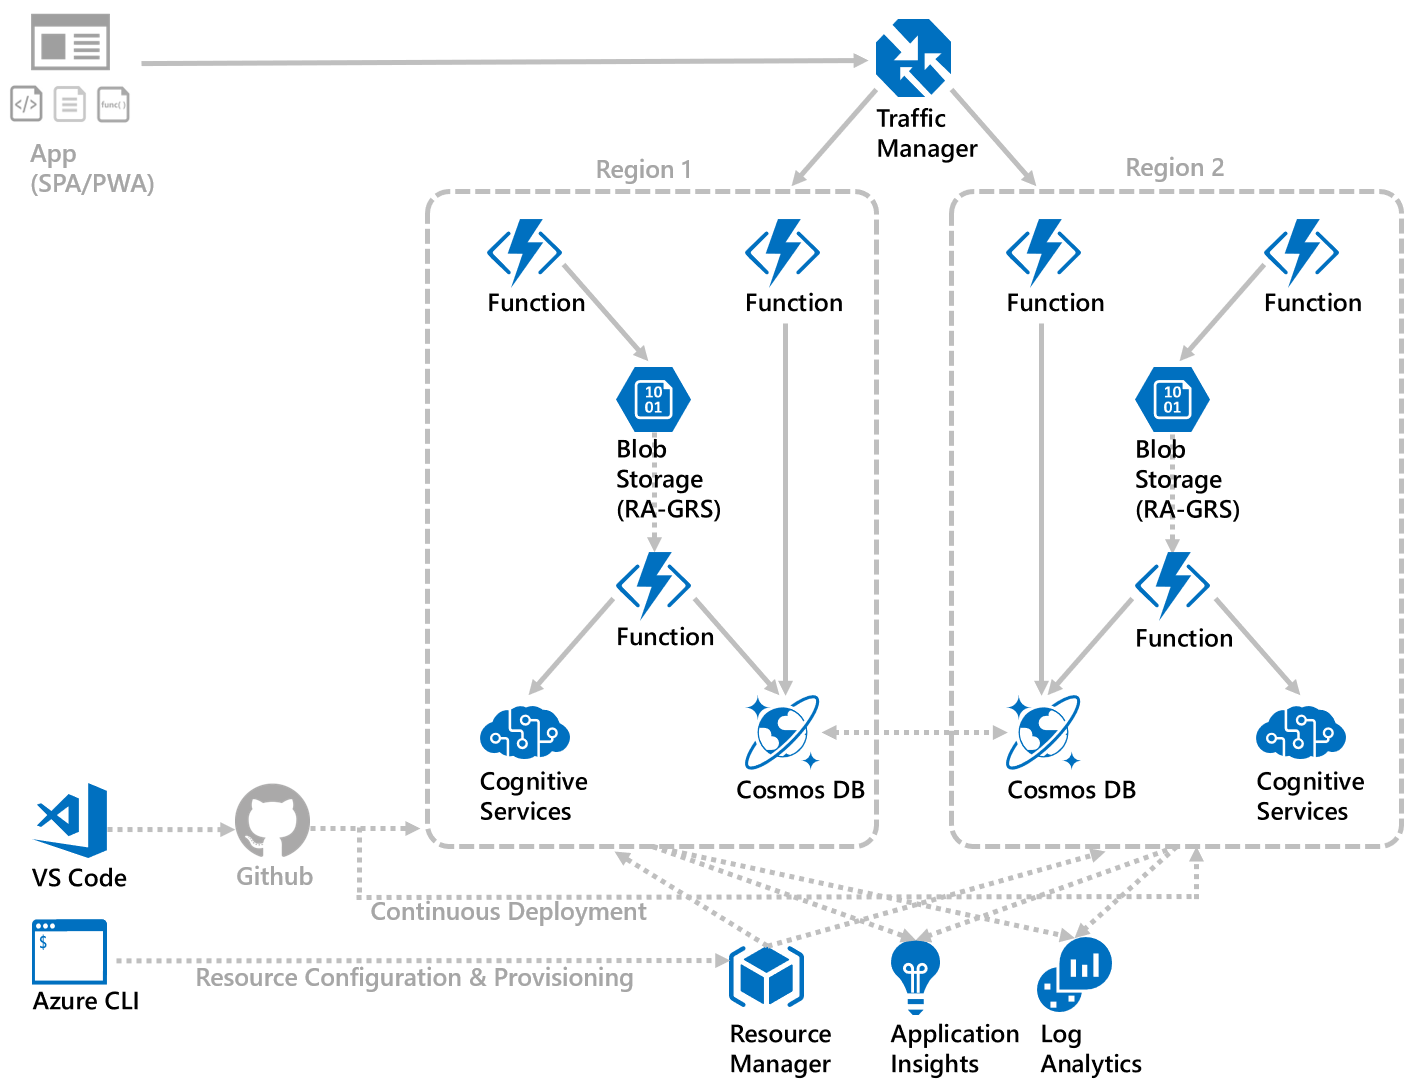 </>
func()
App
(SPA/PWA)
Traffic
Manager
Region 1
Region 2
Function
Function
Function
Function
10
01
10
01
Blob
Storage
(RA-GRS)
Blob
Storage
(RA-GRS)
Function
Function
Cognitive
Services
Cosmos DB
Cosmos DB
Cognitive
Services
VS Code
Github
Continuous Deployment
$
Azure CLI
Resource Configuration & Provisioning
Resource
Manager
Application
Insights
Log
Analytics